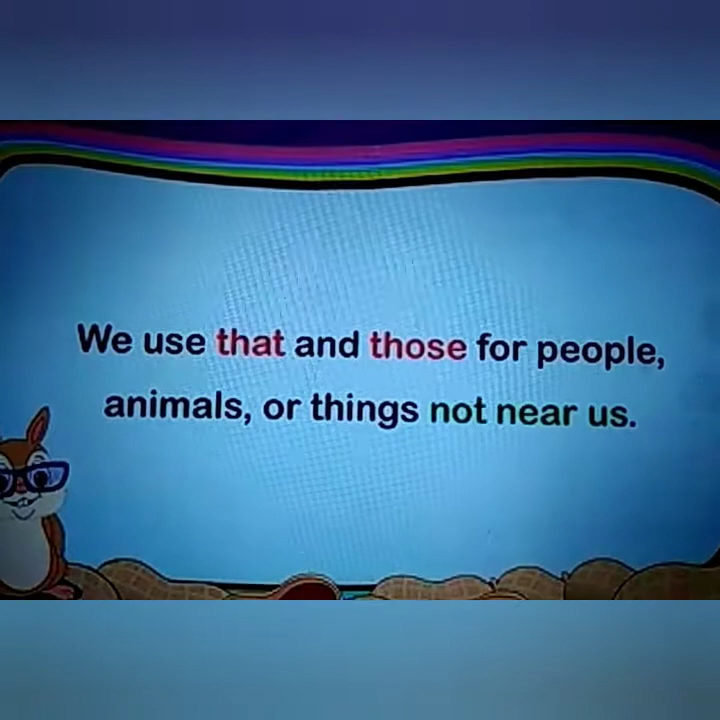 We use that and those for people,
animals, or things not near us.